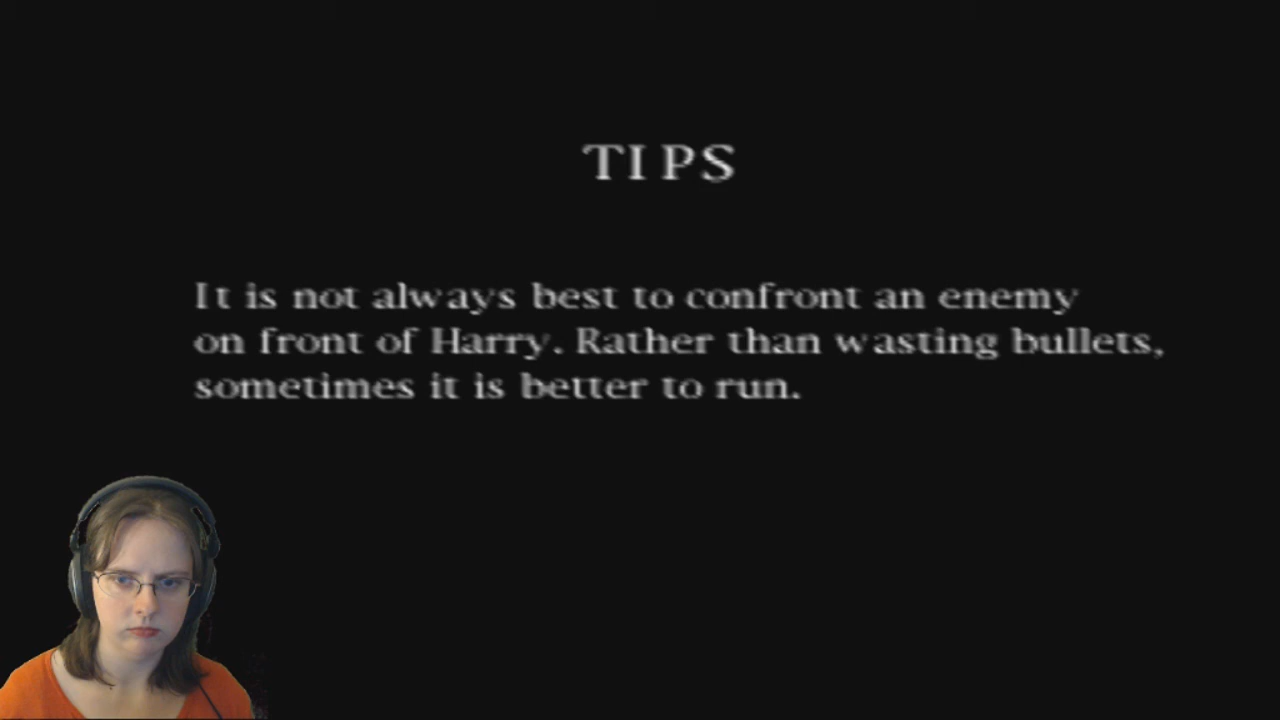 TIPS
It is not always best to confront an enemy
on front of Harry. Rather than wasting bullets,
sometimes it is better to run.